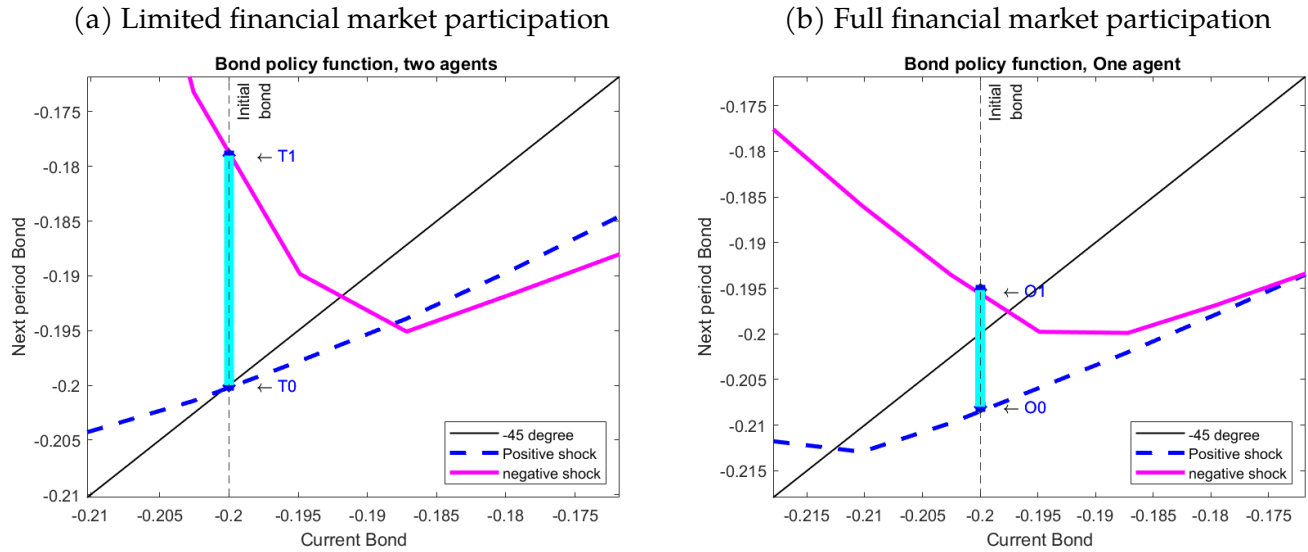 (a) Limited financial market participation
Bond policy function, two agents
Initial
bond
Next period Bond
-0.175
-0.18
-0.185
-0.19
-0.195
-0.2
-0.205
-0.21
← T1
← T0
-45 degree
Positive shock
negative shock
-0.21
-0.205
-0.2
-0.195
-0.19
-0.185
-0.18
-0.175
Current Bond
(b) Full financial market participation
Bond policy function, One agent
Initial
bond
Next period Bond
-0.175
-0.18
-0.185
-0.19
-0.195
-0.2
-0.205
-0.21
-0.215
← O1
← O0
-45 degree
Positive shock
negative shock
-0.215
-0.21
-0.205
-0.2
-0.195
-0.19
-0.185
-0.18
-0.175
Current Bond